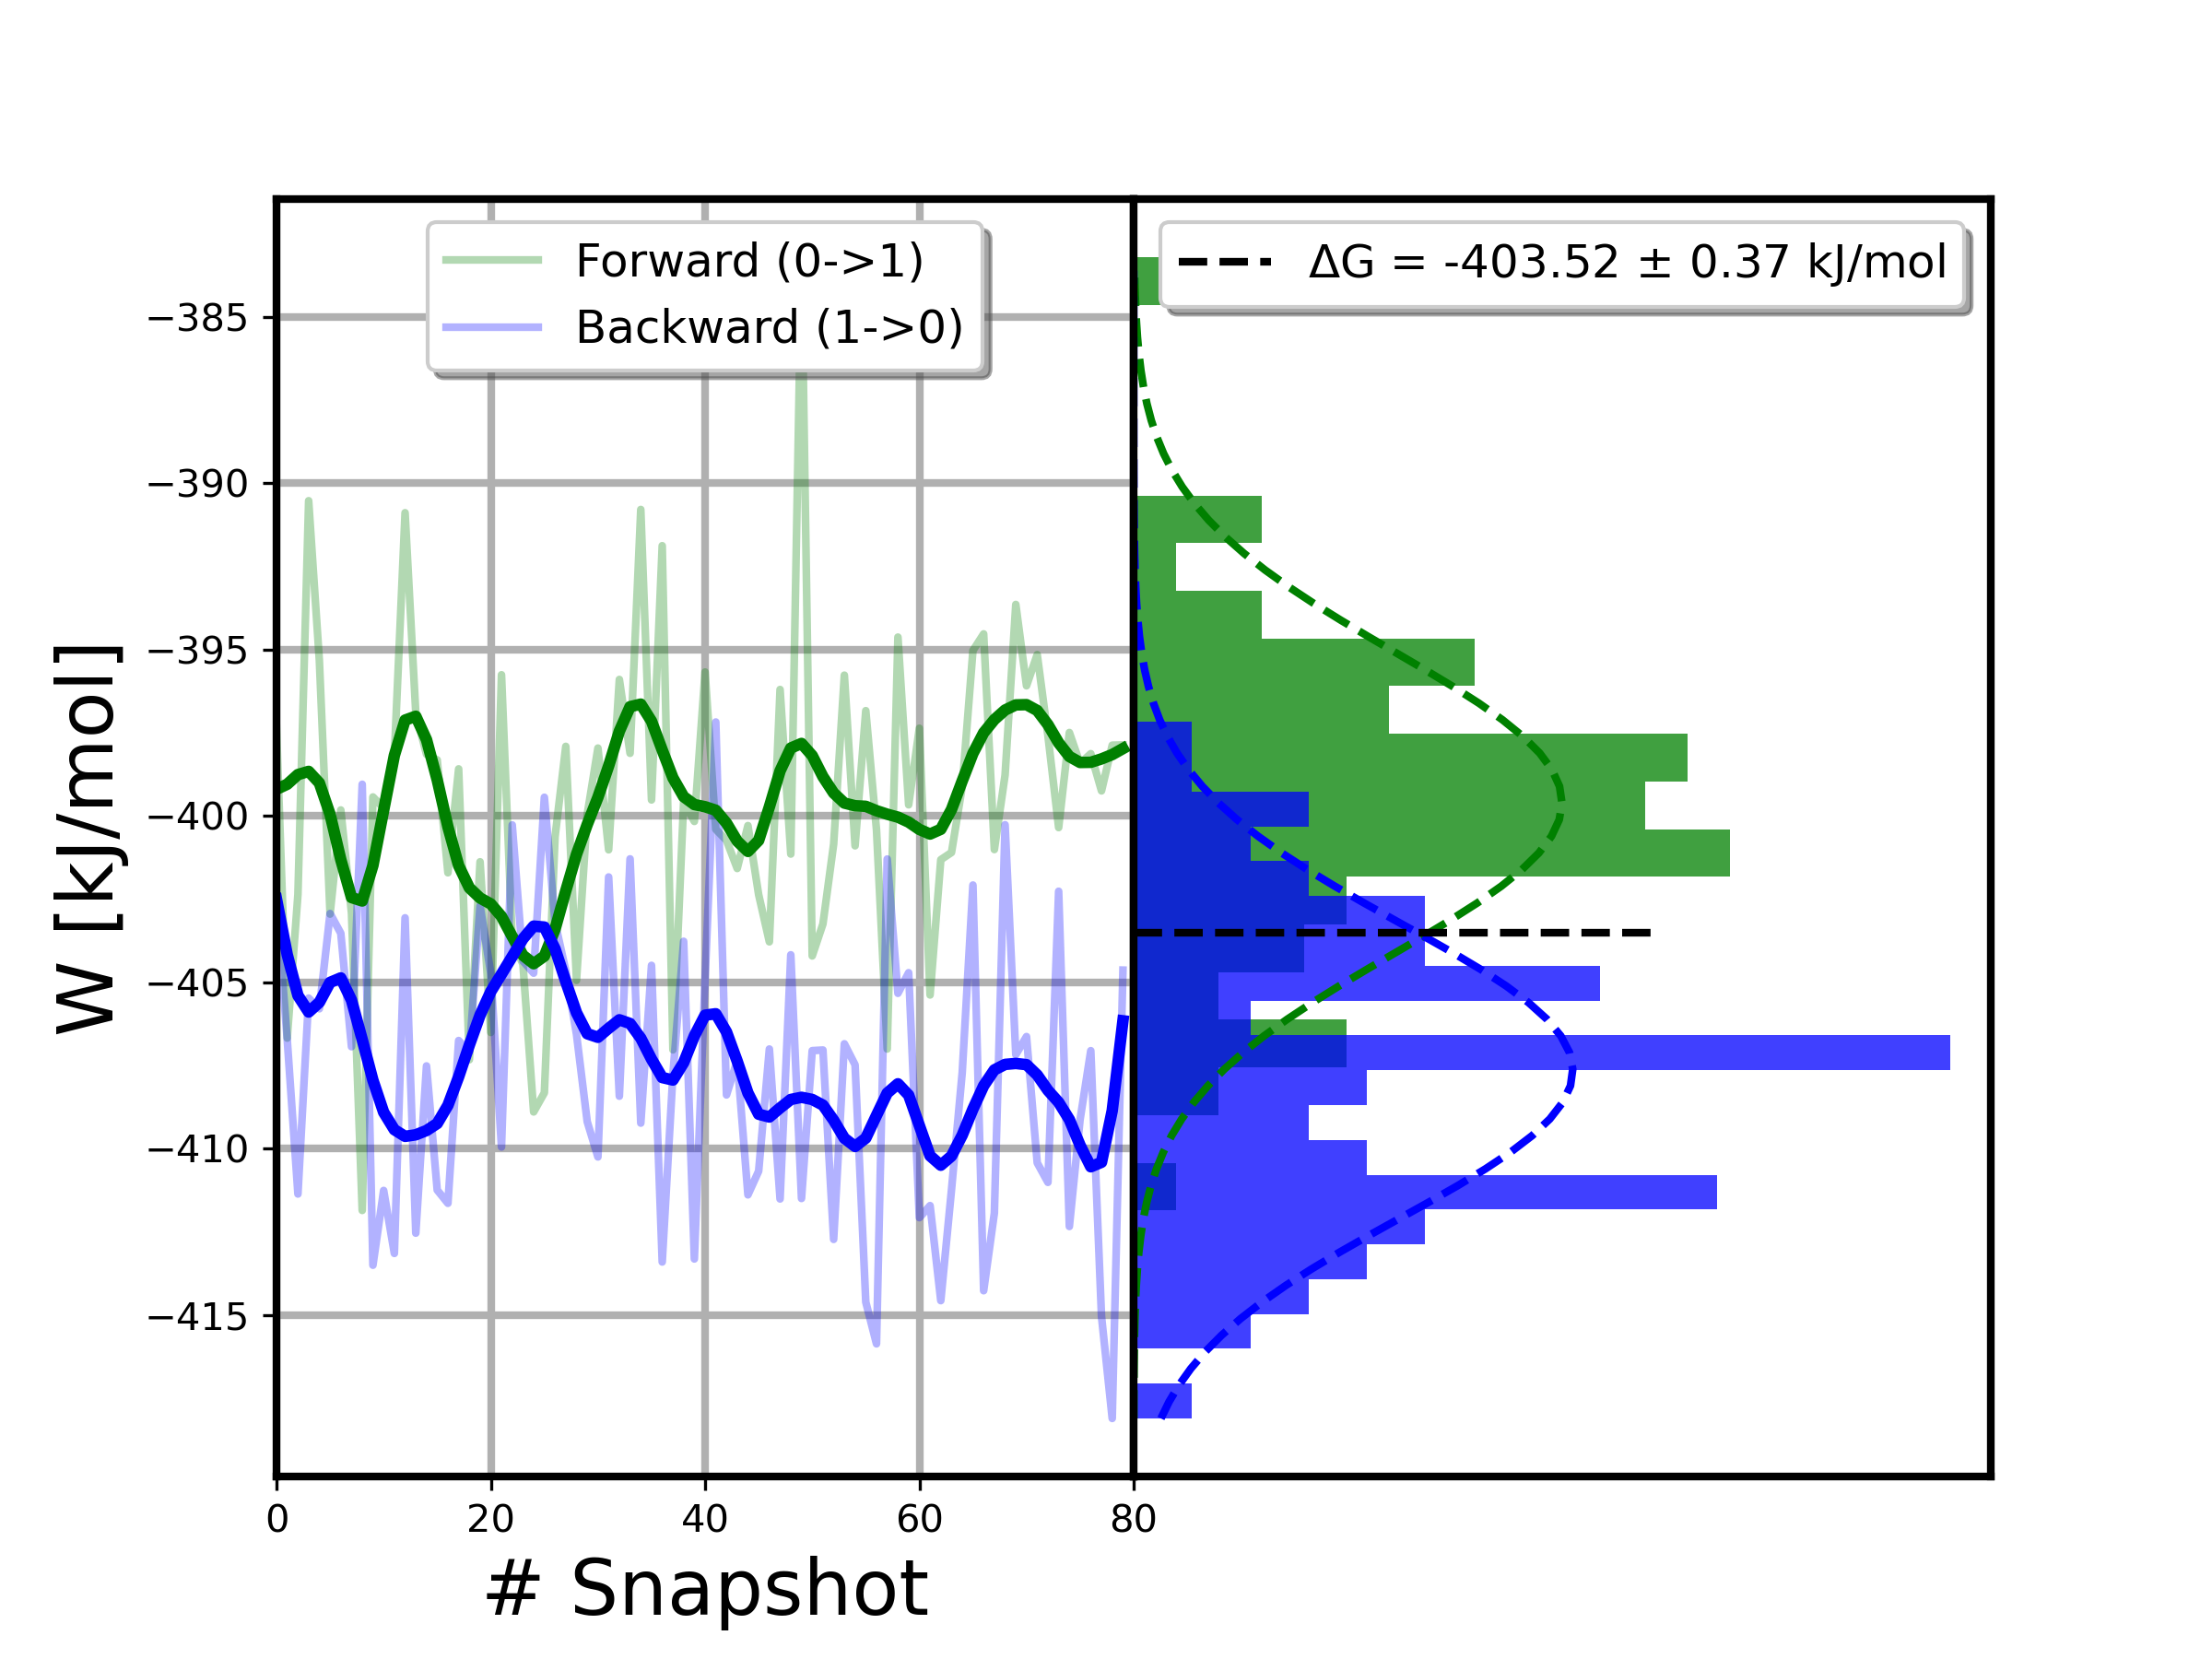 Forward (0->1)
Backward (1->0)
ΔG = -403.52 ± 0.37 kJ/mol
W [kJ/mol]
−385
−390
−395
−400
−405
−410
−415
0 20 40 60 80
# Snapshot